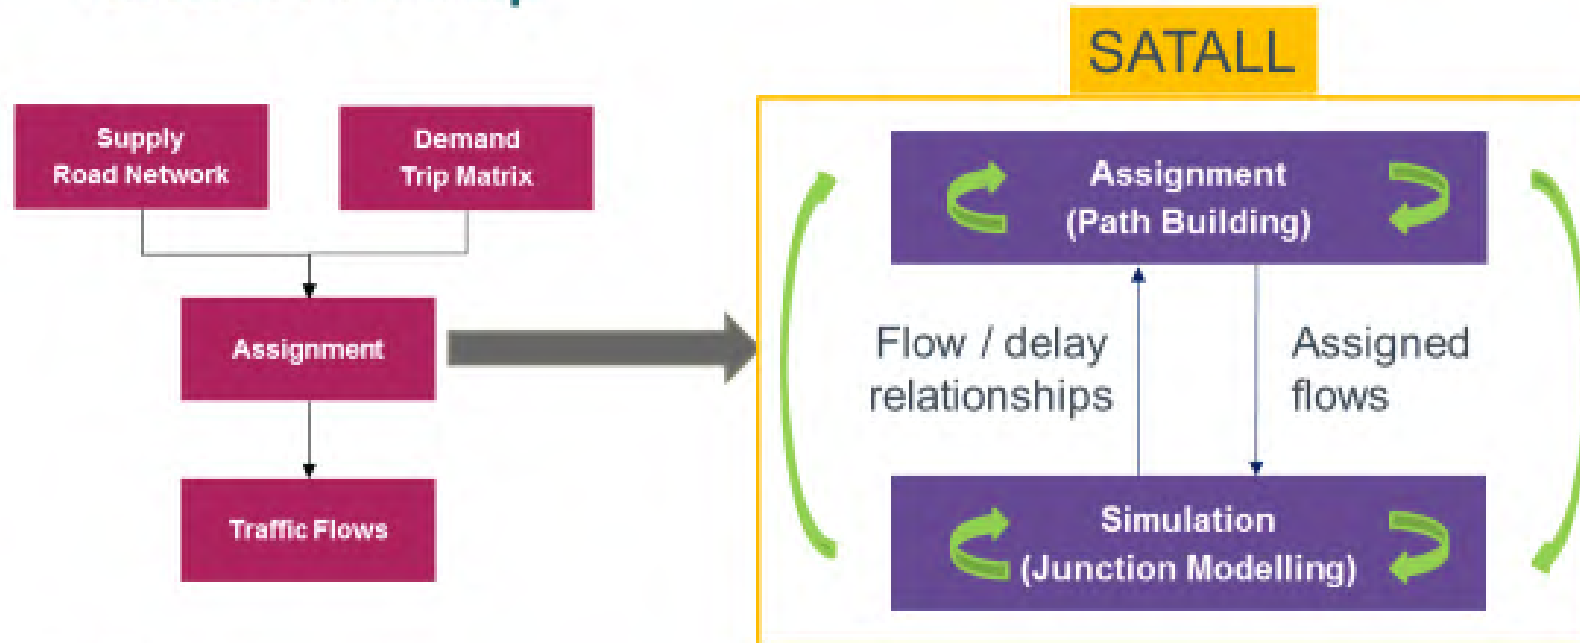 SATALL
Supply
Road Network
Demand
Trip Matrix
Assignment
Traffic Flows
Assignment
(Path Building)
Flow / delay
relationships
Assigned
flows
Simulation
(Junction Modelling)